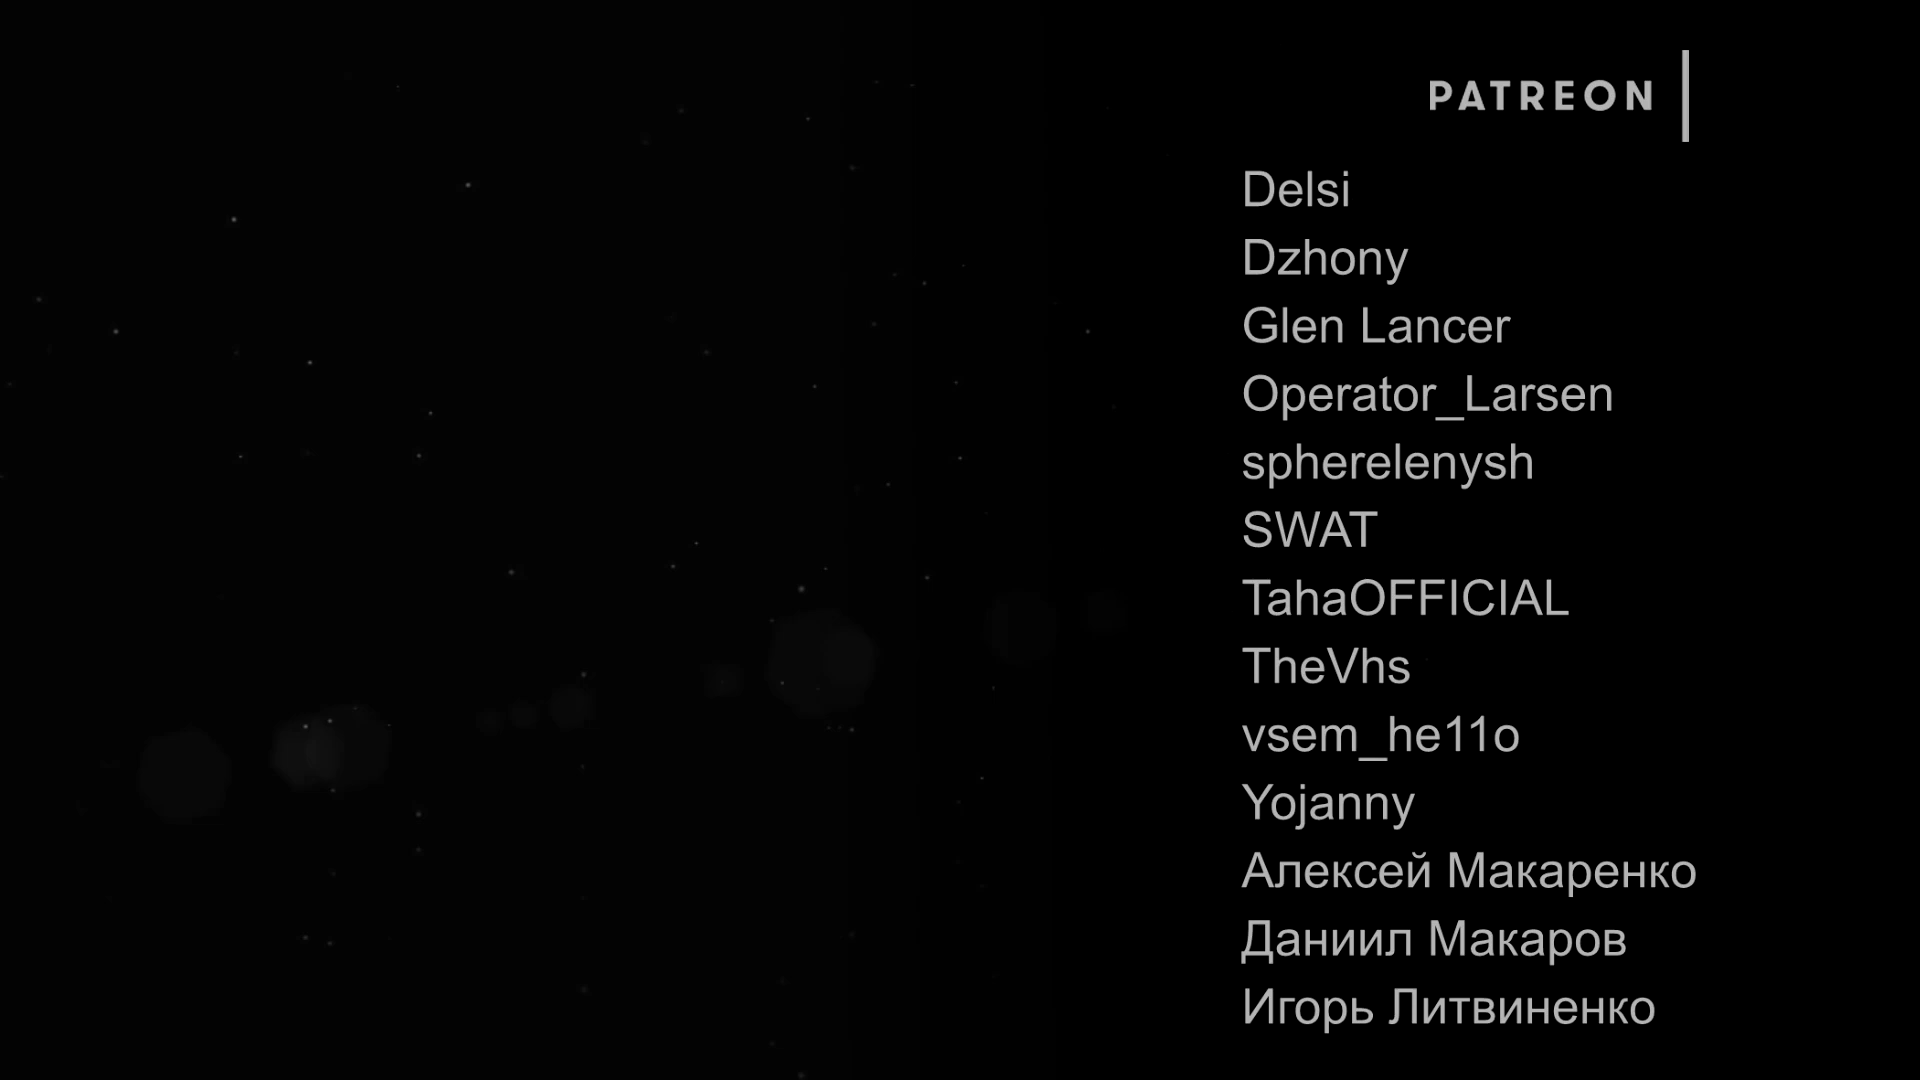 PATREON
Delsi
Dzhony
Glen Lancer
Operator_Larsen
spherelenysh
SWAT
TahaOFFICIAL
TheVhs
vsem_he11o
Yojanny
Алексей Макаренко
Даниил Макаров
Игорь Литвиненко